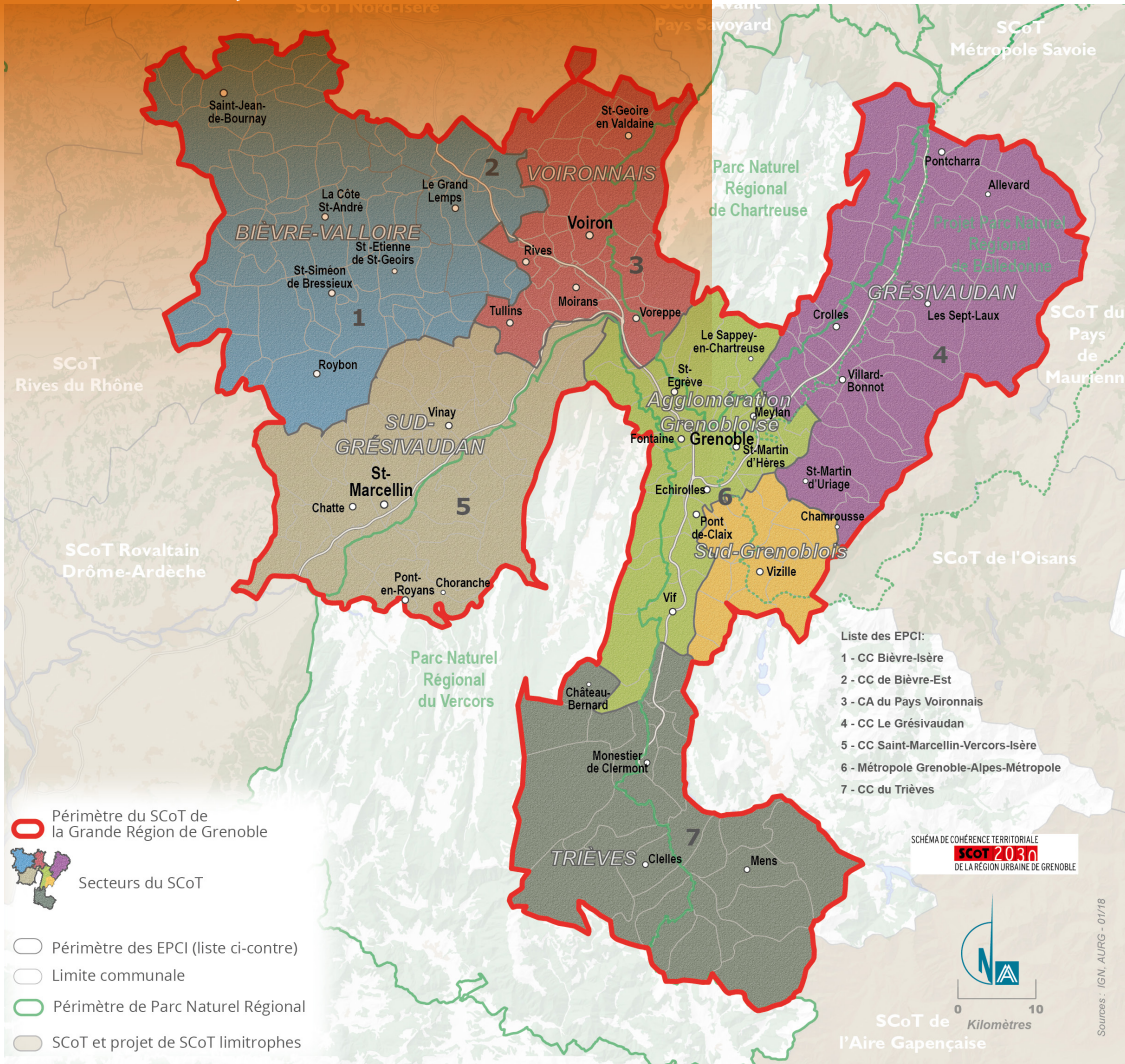 SCoT Nord-Isère
SCoT Avant
Pays Savoyard
SCoT
Métropole Savoie
Saint-Jean-
de-Bournay
St-Geoire
en Valdaine
2
VOIRONNAIS
Pontcharra
Parc Naturel
Régional
de Chartreuse
Allevard
La Côte
St-André
Le Grand
Lemps
Voiron
Projet Parc Naturel
Régional
de Belledonne
BIÈVRE-VALLOIRE
St -Etienne
de St-Geoirs
Rives
3
St-Siméon
de Bressieux
GRÉSIVAUDAN
Moirans
1
Tullins
Voreppe
Crolles
Les Sept-Laux
SCoT du
Pays
de
Maurienn
Le Sappey-
en-Chartreuse
4
SCoT
Rives du Rhône
Roybon
St-
Egrève
Villard-
Bonnot
Agglomération
Grenobloise
Vinay
SUD-
GRÉSIVAUDAN
Meylan
Fontaine
Grenoble
St-Martin
d'Hères
St-
Marcellin
St-Martin
d'Uriage
Chatte
5
Echirolles
6
Pont
de-Claix
Chamrousse
Sud-Grenoblois
SCoT Rovaltain
Drôme-Ardèche
SCoT de l'Oisans
Vizille
Pont-
en-Royans
Choranche
Vif
Parc Naturel
Régional
du Vercors
Château-
Bernard
Monestier
de Clermont
7
TRIÈVES
Clelles
Mens
Liste des EPCI:
1 - CC Bièvre-Isère
2 - CC de Bièvre-Est
3 - CA du Pays Voironnais
4 - CC Le Grésivaudan
5 - CC Saint-Marcellin-Vercors-Isère
6 - Métropole Grenoble-Alpes-Métropole
7 - CC du Trièves
Périmètre du SCoT de
la Grande Région de Grenoble
Secteurs du SCoT
Périmètre des EPCI (liste ci-contre)
Limite communale
Périmètre de Parc Naturel Régional
SCoT et projet de SCoT limitrophes
SCHÉMA DE COHÉRENCE TERRITORIALE
SCoT 2030
DE LA RÉGION URBAINE DE GRENOBLE
N
0 10
Kilomètres
SCoT de
l'Aire Gapençaise
Sources : IGN, AURG - 01/18